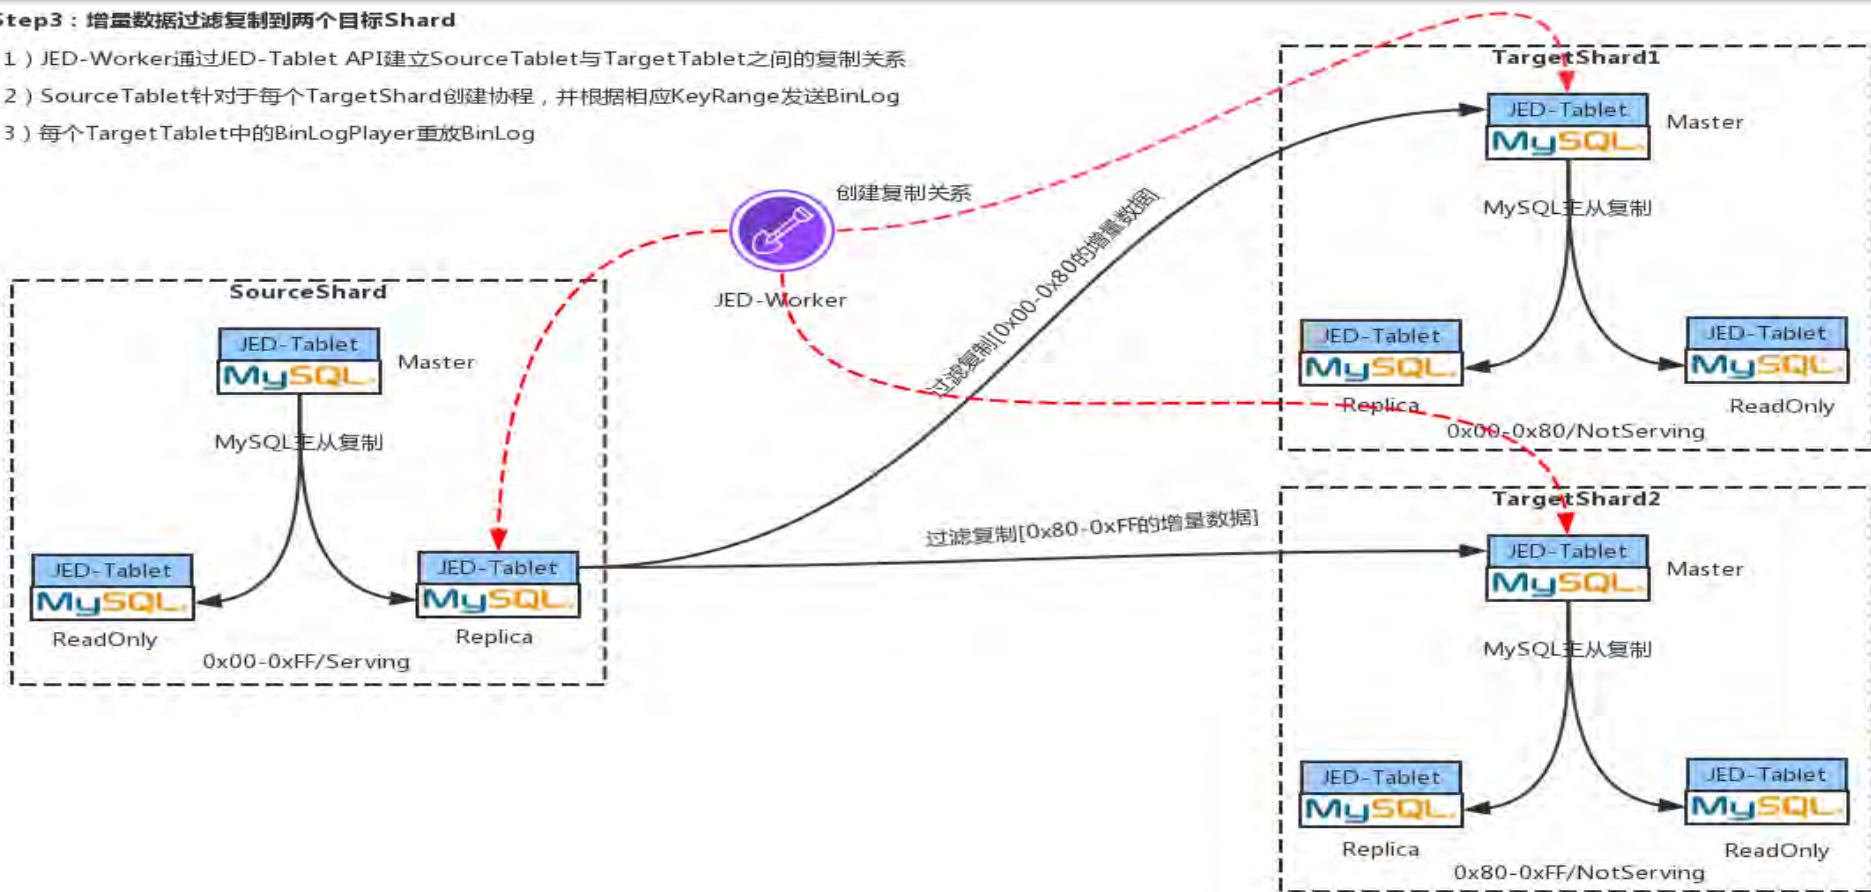 Step3：增量数据过滤复制到两个目标Shard
1）JED-Worker通过JED-Tablet API建立SourceTablet与TargetTablet之间的复制关系
2）SourceTablet针对于每个TargetShard创建协程，并根据相应KeyRange发送BinLog
3）每个TargetTablet中的BinLogPlayer重放BinLog
创建复制关系
JED-Worker
SourceShard
JED-Tablet
MySQL
Master
MySQL主从复制
JED-Tablet
MySQL
ReadOnly
JED-Tablet
MySQL
Replica
0x00-0xFF/Serving
过滤复制[0x00-0x80的增量数据]
过滤复制[0x80-0xFF的增量数据]
TargetShard1
JED-Tablet
MySQL
Master
MySQL主从复制
JED-Tablet
MySQL
Replica
JED-Tablet
MySQL
ReadOnly
0x00-0x80/NotServing
TargetShard2
JED-Tablet
MySQL
Master
MySQL主从复制
JED-Tablet
MySQL
Replica
JED-Tablet
MySQL
ReadOnly
0x80-0xFF/NotServing